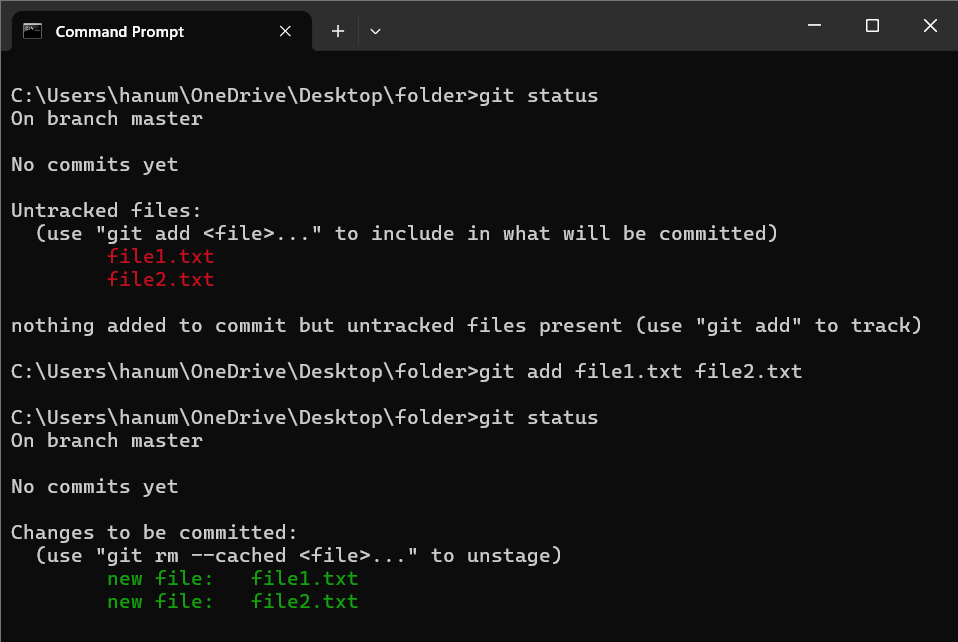 Command Prompt
C:\Users\hanum\OneDrive\Desktop\folder>git status
On branch master
No commits yet
Untracked files:
  (use "git add <file>..." to include in what will be committed)
        file1.txt
        file2.txt
nothing added to commit but untracked files present (use "git add" to track)
C:\Users\hanum\OneDrive\Desktop\folder>git add file1.txt file2.txt
C:\Users\hanum\OneDrive\Desktop\folder>git status
On branch master
No commits yet
Changes to be committed:
  (use "git rm --cached <file>..." to unstage)
        new file:   file1.txt
        new file:   file2.txt